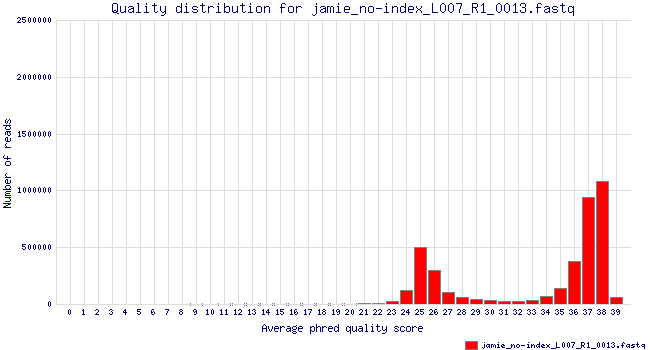 Quality distribution for jamie_no-index_L007_R1_0013.fastq
2500000
2000000
1500000
1000000
500000
0
Number of reads
0 1 2 3 4 5 6 7 8 9 10 11 12 13 14 15 16 17 18 19 20 21 22 23 24 25 26 27 28 29 30 31 32 33 34 35 36 37 38 39
Average phred quality score
jamie_no-index_L007_R1_0013.fastq